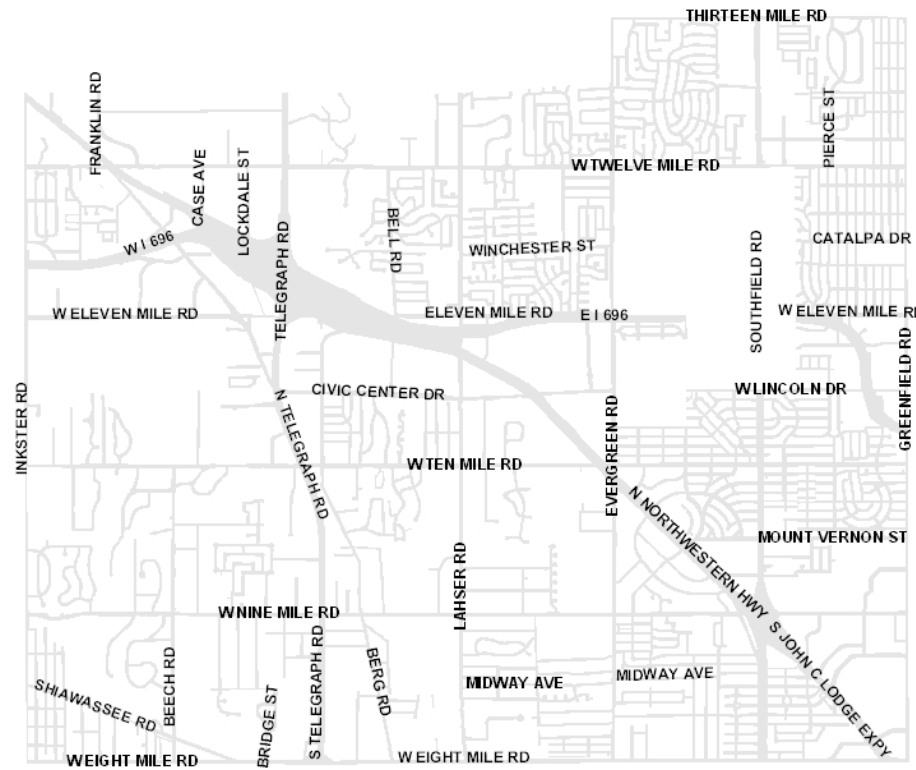 THIRTEEN MILE RD
FRANKLIN RD
CASE AVE
LOCKDALE ST
PIERCE ST
W TWELVE MILE RD
W I 696
TELEGRAPH RD
BELL RD
WINCHESTER ST
SOUTHFIELD RD
CATALPA DR
W ELEVEN MILE RD
ELEVEN MILE RD
E I 696
W ELEVEN MILE RD
GREENFIELD RD
INKSTER RD
CIVIC CENTER DR
W LINCOLN DR
N TELEGRAPH RD
EVERGREEN RD
W TEN MILE RD
N NORTHWESTERN HWY
MOUNT VERNON ST
LAHSER RD
W NINE MILE RD
S JOHN C LODGE EXPY
SHIAWASSEE RD
BEECH RD
BRIDGE ST
S TELEGRAPH RD
BERG RD
MIDWAY AVE
MIDWAY AVE
W EIGHT MILE RD
W EIGHT MILE RD